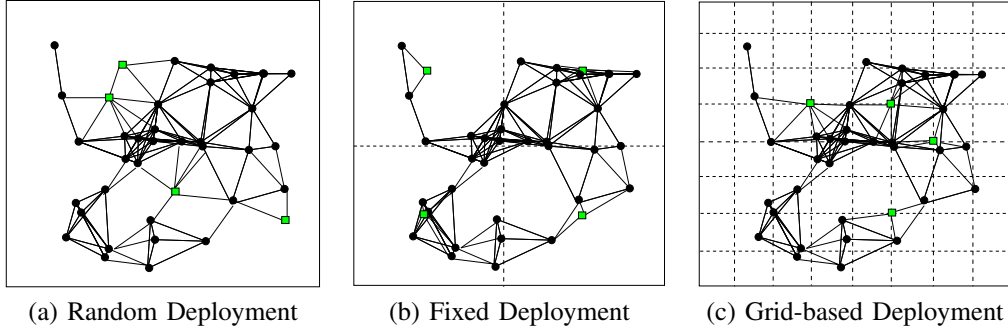 (a) Random Deployment
(b) Fixed Deployment
(c) Grid-based Deployment